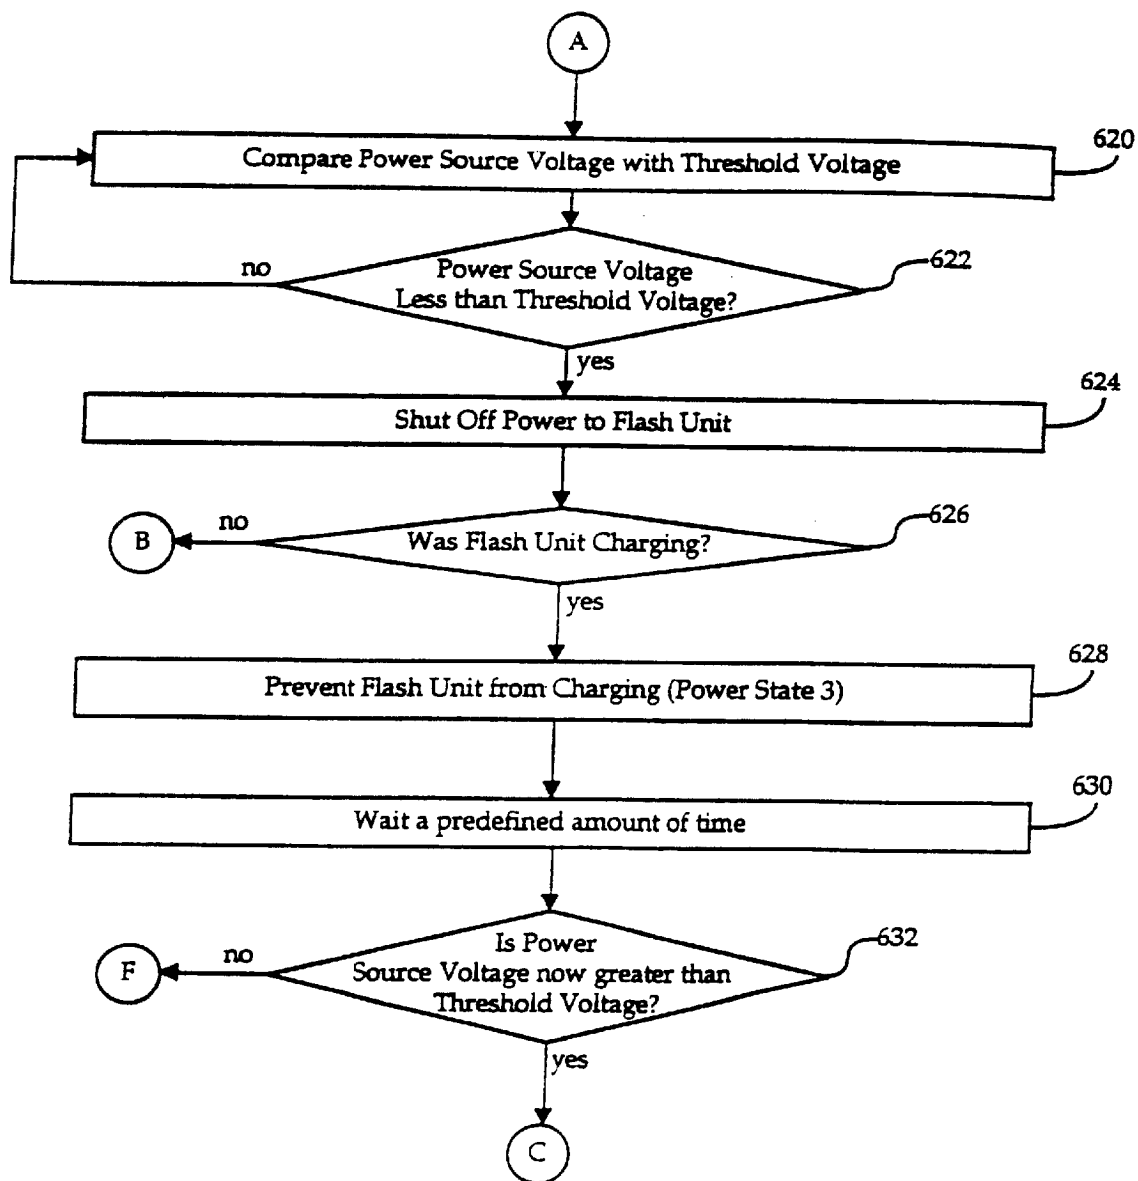 A
Compare Power Source Voltage with Threshold Voltage
620
no
Power Source Voltage
Less than Threshold Voltage?
622
yes
Shut Off Power to Flash Unit
624
B
no
Was Flash Unit Charging?
626
yes
Prevent Flash Unit from Charging (Power State 3)
628
Wait a predefined amount of time
630
F
no
Is Power
Source Voltage now greater than
Threshold Voltage?
632
yes
C